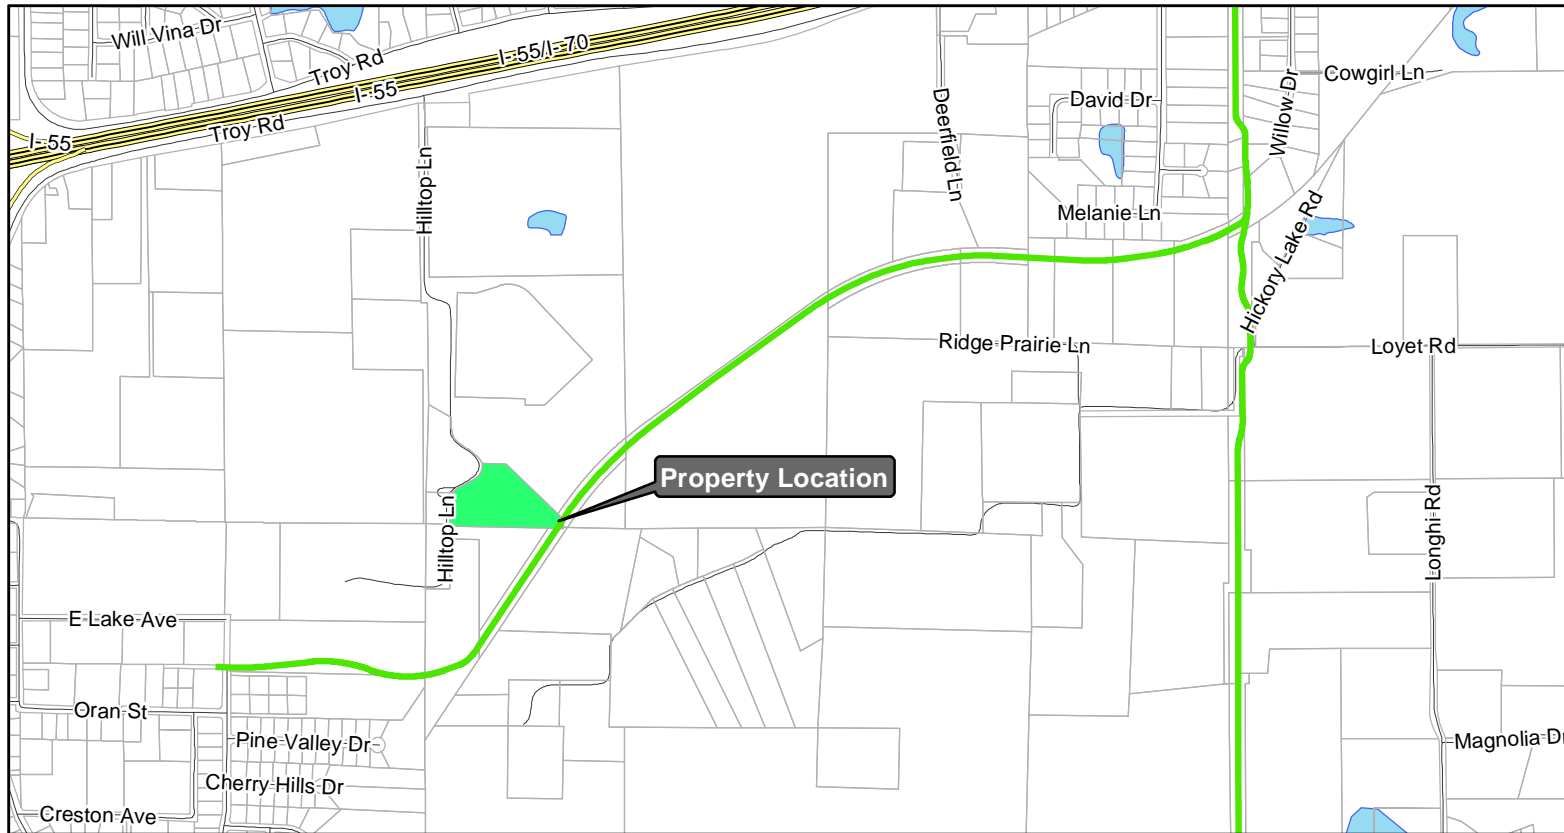 Will Vina Dr
Troy Rd
I-55/I-70
I-55
Troy Rd
I-55
Hilltop Ln
Deerfield Ln
David Dr
Willow Dr
Cowgirl Ln
Melanie Ln
Hickory Lake Rd
Ridge Prairie Ln
Loyet Rd
Property Location
Hilltop Ln
Longhi Rd
E Lake Ave
Oran St
Pine Valley Dr
Magnolia Dr
Cherry Hills Dr
Creston Ave